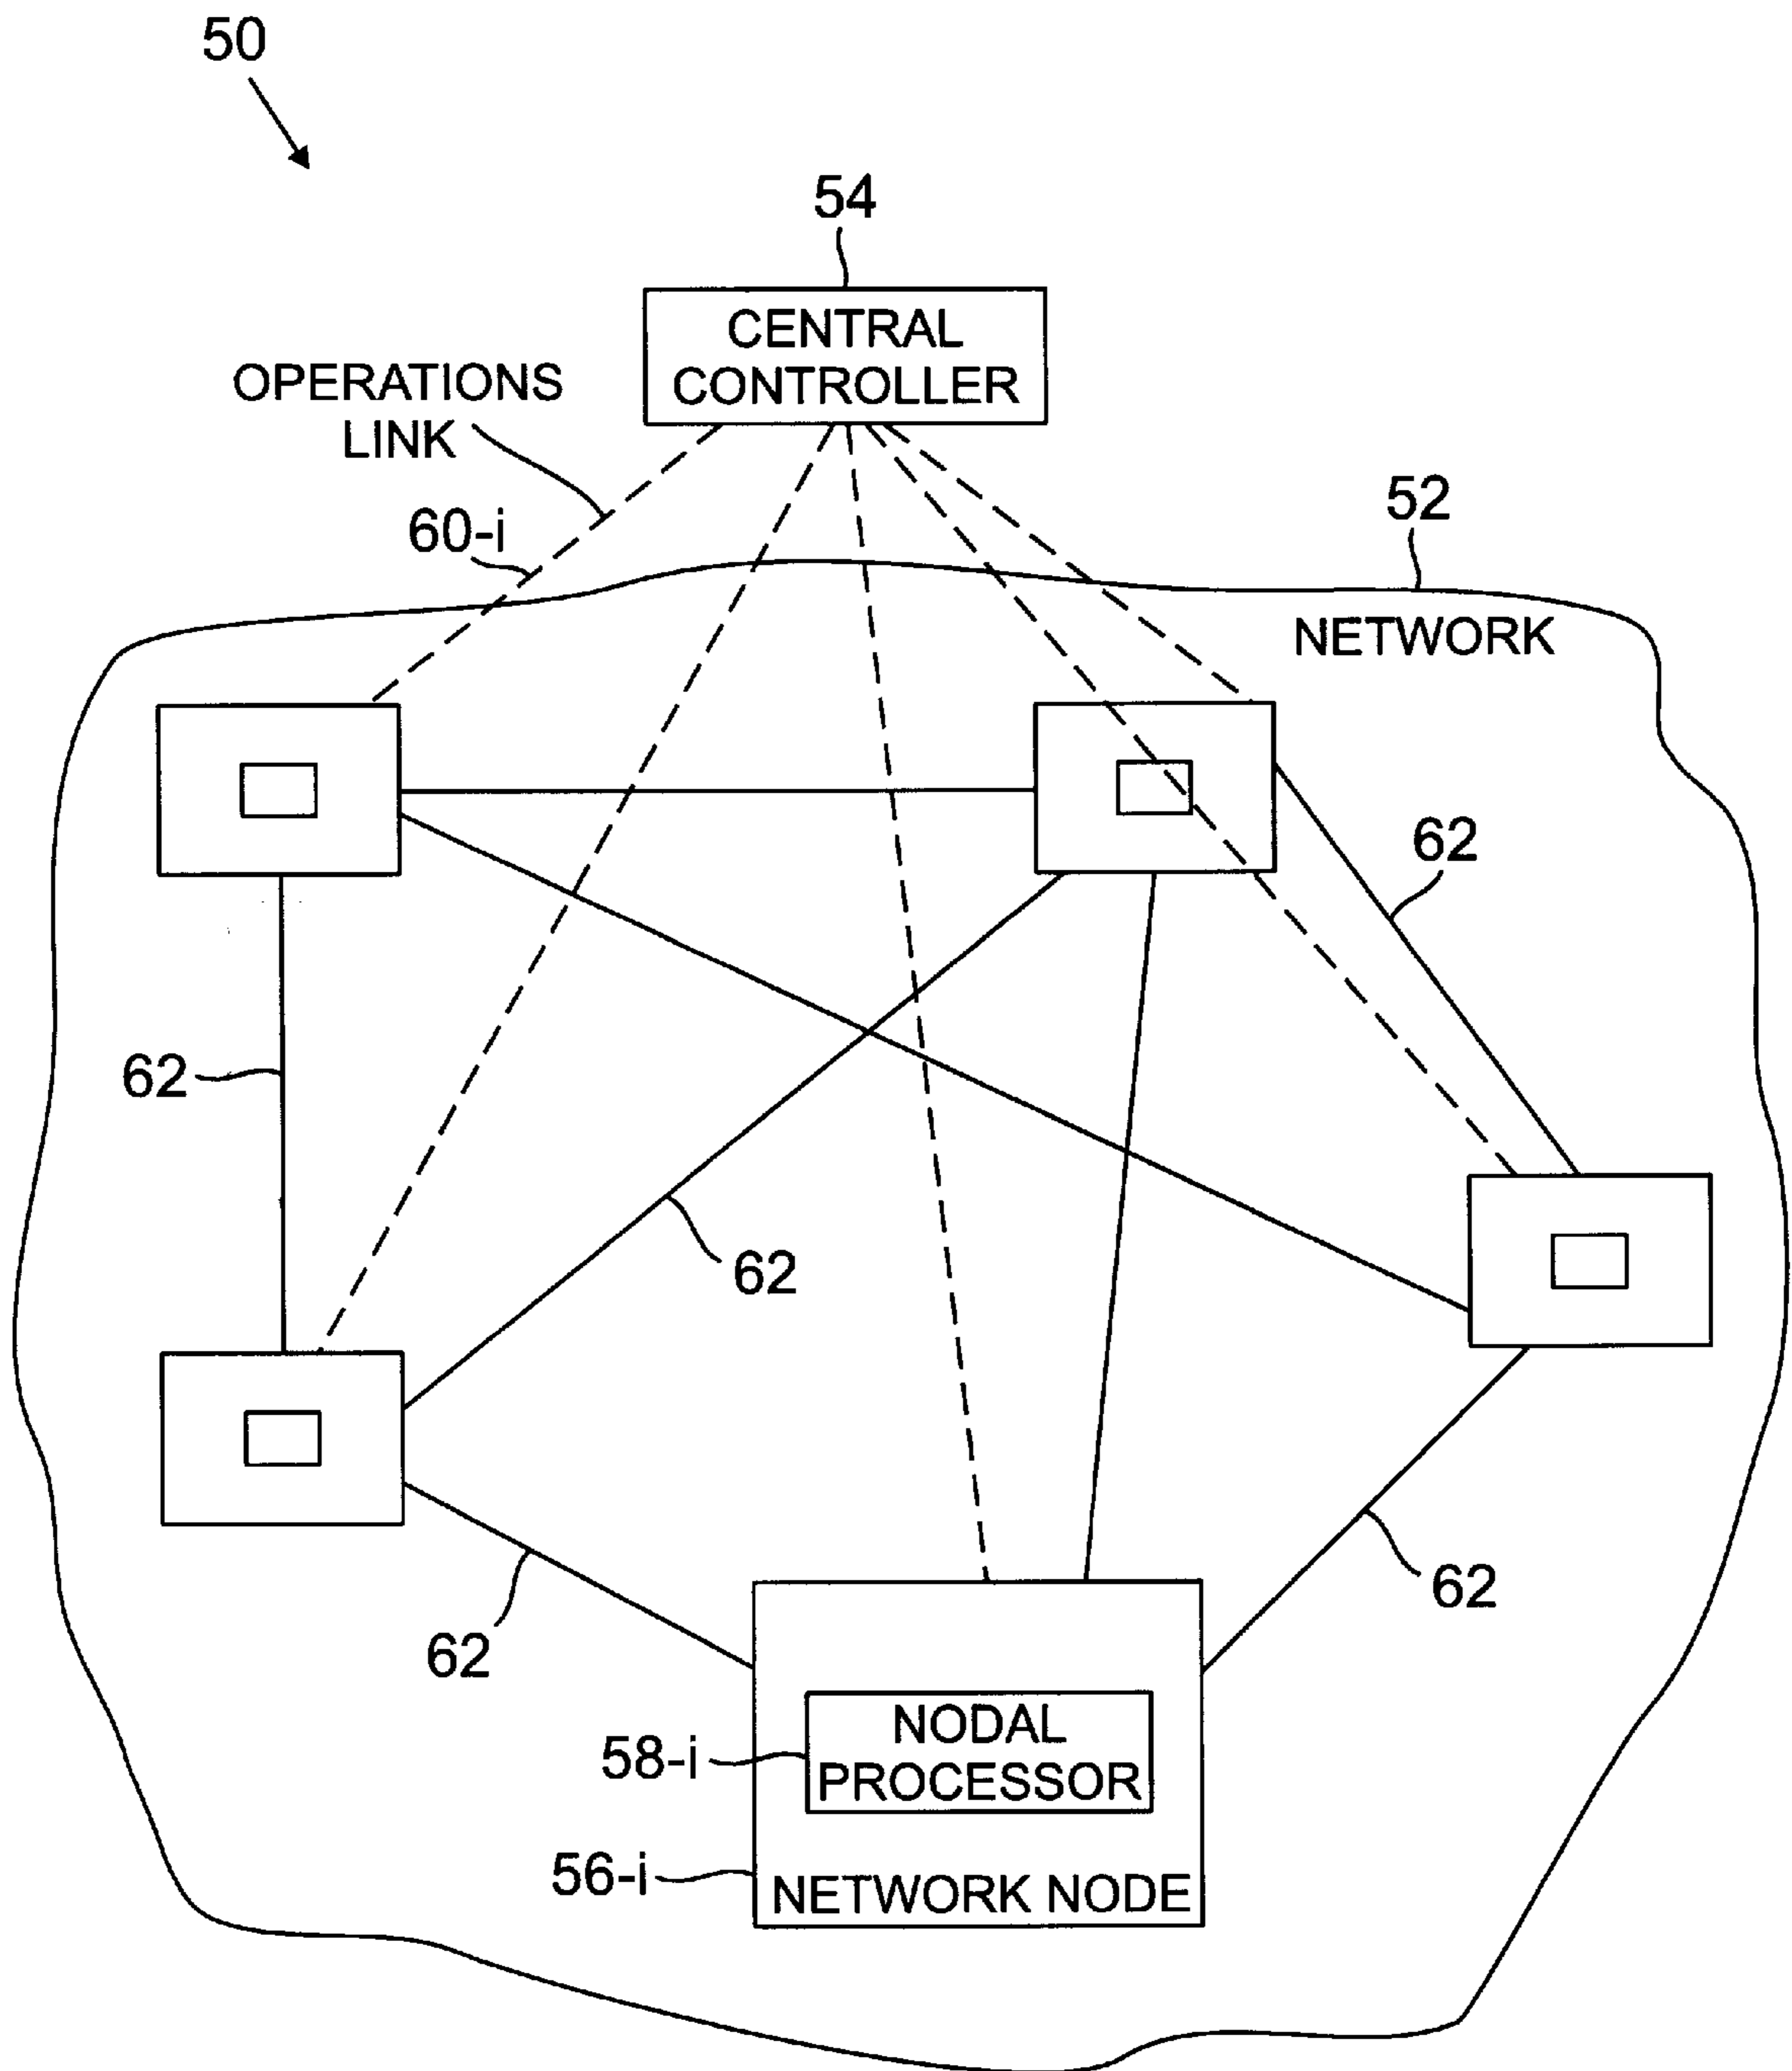 50
54
CENTRAL
CONTROLLER
OPERATIONS
LINK
60-i
52
NETWORK
62
62
62
62
62
NODAL
PROCESSOR
58-i
56-i
NETWORK NODE